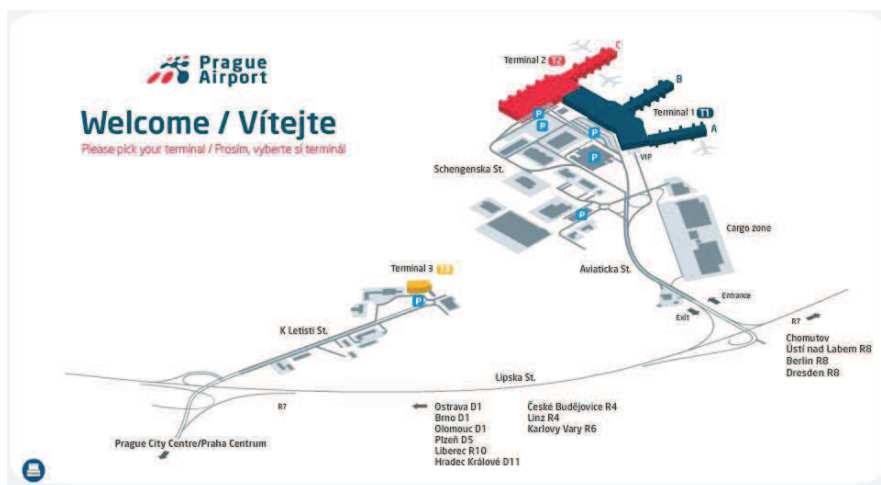 Prague
Airport
Welcome / Vítejte
Please pick your terminal / Prosím, vyberte si terminál
C
Terminal 2 T2
B
Terminal 1 T1
A
VIP
P
P
P
P
Schengenska St.
P
Cargo zone
Aviaticka St.
Terminal 3 T3
P
Entrance
Exit
K Letisti St.
R7
Chomutov
Ústí nad Labem R8
Berlin R8
Dresden R8
Lipska St.
R7
Ostrava D1
Brno D1
Olomouc D1
Plzeň D5
Liberec R10
Hradec Králové D11
České Budějovice R4
Linz R4
Karlovy Vary R6
Prague City Centre/Praha Centrum